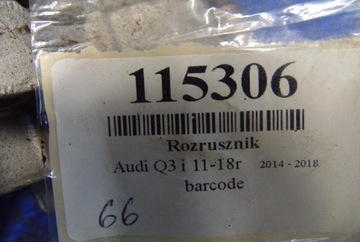 115306
Rozrusznik
Audi Q3 i 11-18r 2014 - 2018
barcode
66